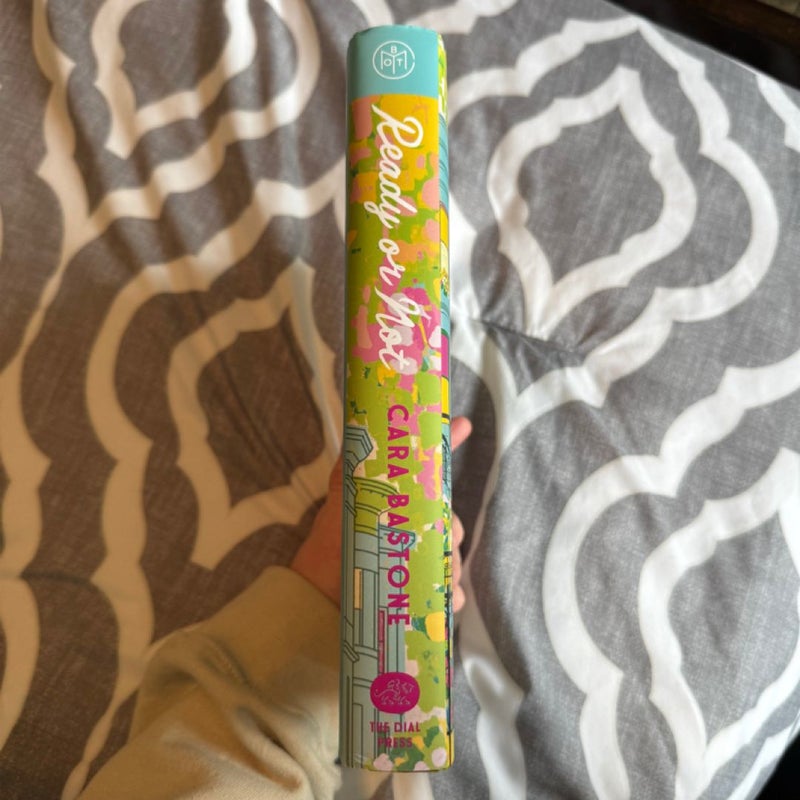 BOTM
Ready or Not
CARA BASTONE
THE DIAL
PRESS